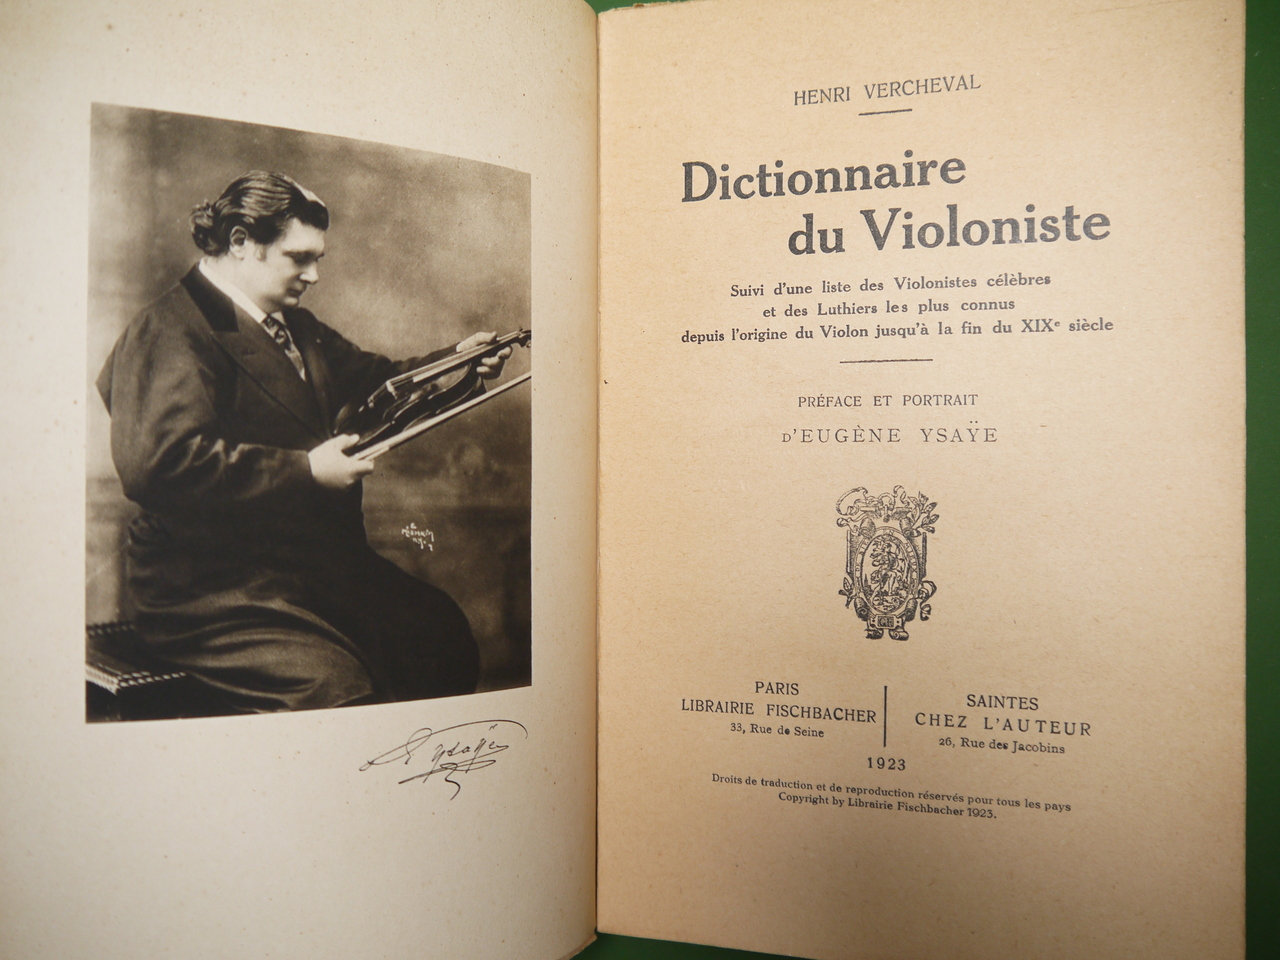 E. Ysaÿe
HENRI VERCHEVAL
Dictionnaire
du Violoniste
Suivi d'une liste des Violonistes célèbres
et des Luthiers les plus connus
depuis l'origine du Violon jusqu'à la fin du XIXe siècle
PRÉFACE ET PORTRAIT
D'EUGÈNE YSAŸE
PARIS
LIBRAIRIE FISCHBACHER
33, Rue de Seine
SAINTES
CHEZ L'AUTEUR
26, Rue des Jacobins
1923
Droits de traduction et de reproduction réservés pour tous les pays
Copyright by Librairie Fischbacher 1923.